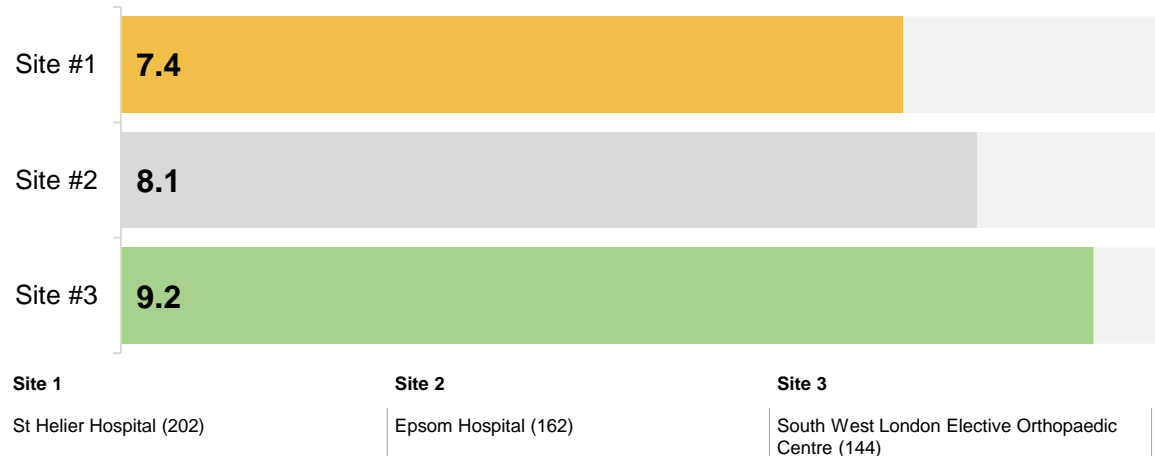 Site #1 7.4
Site #2 8.1
Site #3 9.2
Site 1 Site 2 Site 3
St Helier Hospital (202) Epsom Hospital (162) South West London Elective Orthopaedic
Centre (144)